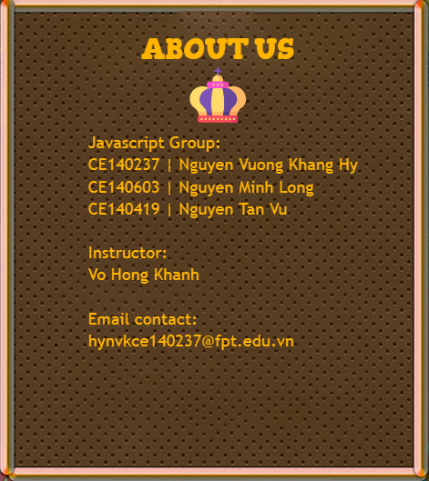 ABOUT US
Javascript Group:
CE140237 | Nguyen Vuong Khang Hy
CE140603 | Nguyen Minh Long
CE140419 | Nguyen Tan Vu
Instructor:
Vo Hong Khanh
Email contact:
hynvkce140237@fpt.edu.vn